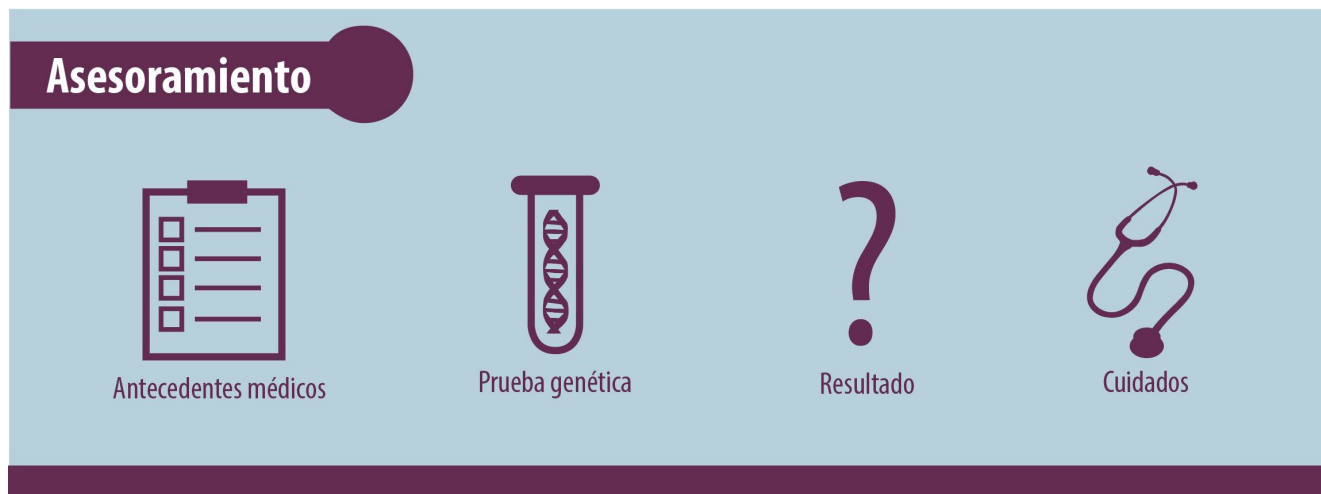 Asesoramiento
Antecedentes médicos
Prueba genética
Resultado
Cuidados